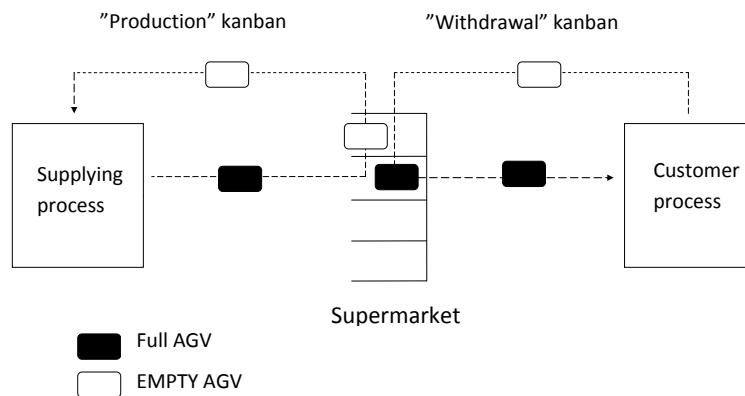 ”Production” kanban
”Withdrawal” kanban
Supplying
process
Customer
process
Supermarket
Full AGV
EMPTY AGV